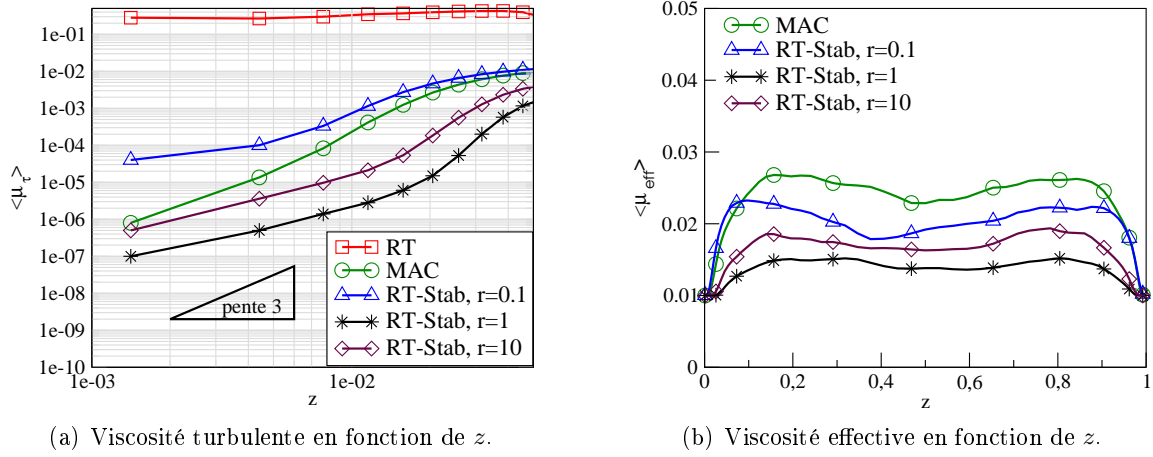 1e-01
1e-02
1e-03
1e-04
1e-05
1e-06
1e-07
1e-08
1e-09
1e-10
<μτ>
1e-03
1e-02
z
pente 3
RT
MAC
RT-Stab, r=0.1
RT-Stab, r=1
RT-Stab, r=10
(a) Viscosité turbulente en fonction de z.
0.05
0.04
0.03
0.02
0.01
0
<μeff>
0
0,2
0,4
0,6
0,8
1
z
MAC
RT-Stab, r=0.1
RT-Stab, r=1
RT-Stab, r=10
(b) Viscosité effective en fonction de z.